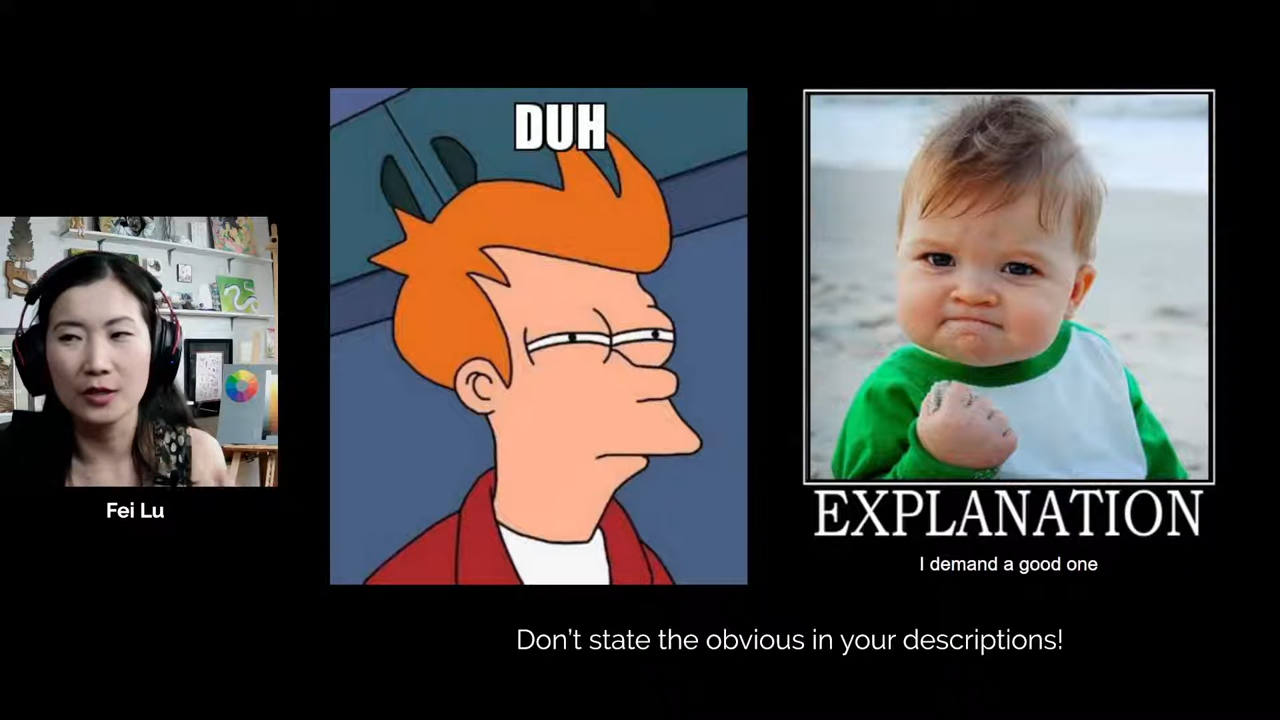 DUH
Fei Lu
EXPLANATION
I demand a good one
Don't state the obvious in your descriptions!